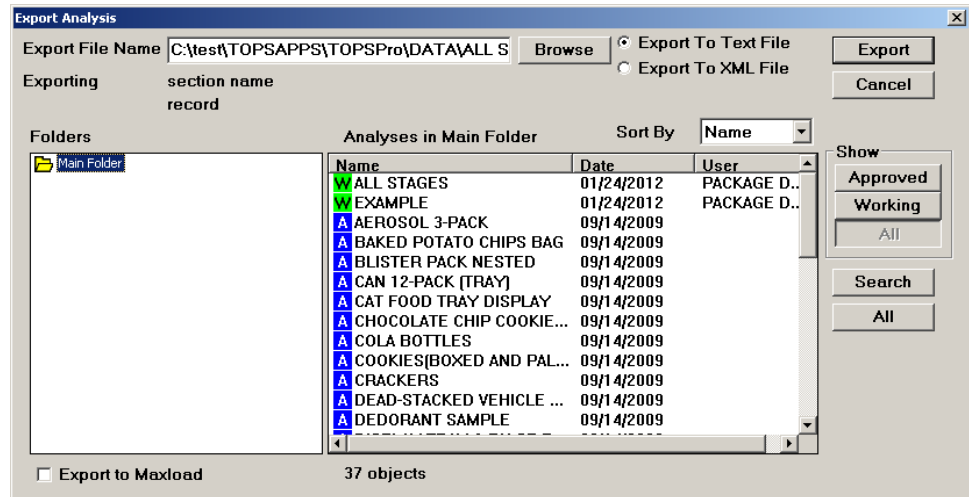 Export Analysis
Export File Name C:\test\TOPSAPPS\TOPSPro\DATA\ALL S Browse Export To Text File Export
Export To XML File
Exporting section name Cancel
record
Folders Analyses in Main Folder Sort By Name
Main Folder
Name Date User
W ALL STAGES 01/24/2012 PACKAGE D..
W EXAMPLE 01/24/2012 PACKAGE D..
A AEROSOL 3-PACK 09/14/2009
A BAKED POTATO CHIPS BAG 09/14/2009
A BLISTER PACK NESTED 09/14/2009
A CAN 12-PACK (TRAY) 09/14/2009
A CAT FOOD TRAY DISPLAY 09/14/2009
A CHOCOLATE CHIP COOKIE... 09/14/2009
A COLA BOTTLES 09/14/2009
A COOKIES(BOXED AND PAL... 09/14/2009
A CRACKERS 09/14/2009
A DEAD-STACKED VEHICLE ... 09/14/2009
A DEDORANT SAMPLE 09/14/2009
Show
Approved
Working
All
Search
All
Export to Maxload 37 objects